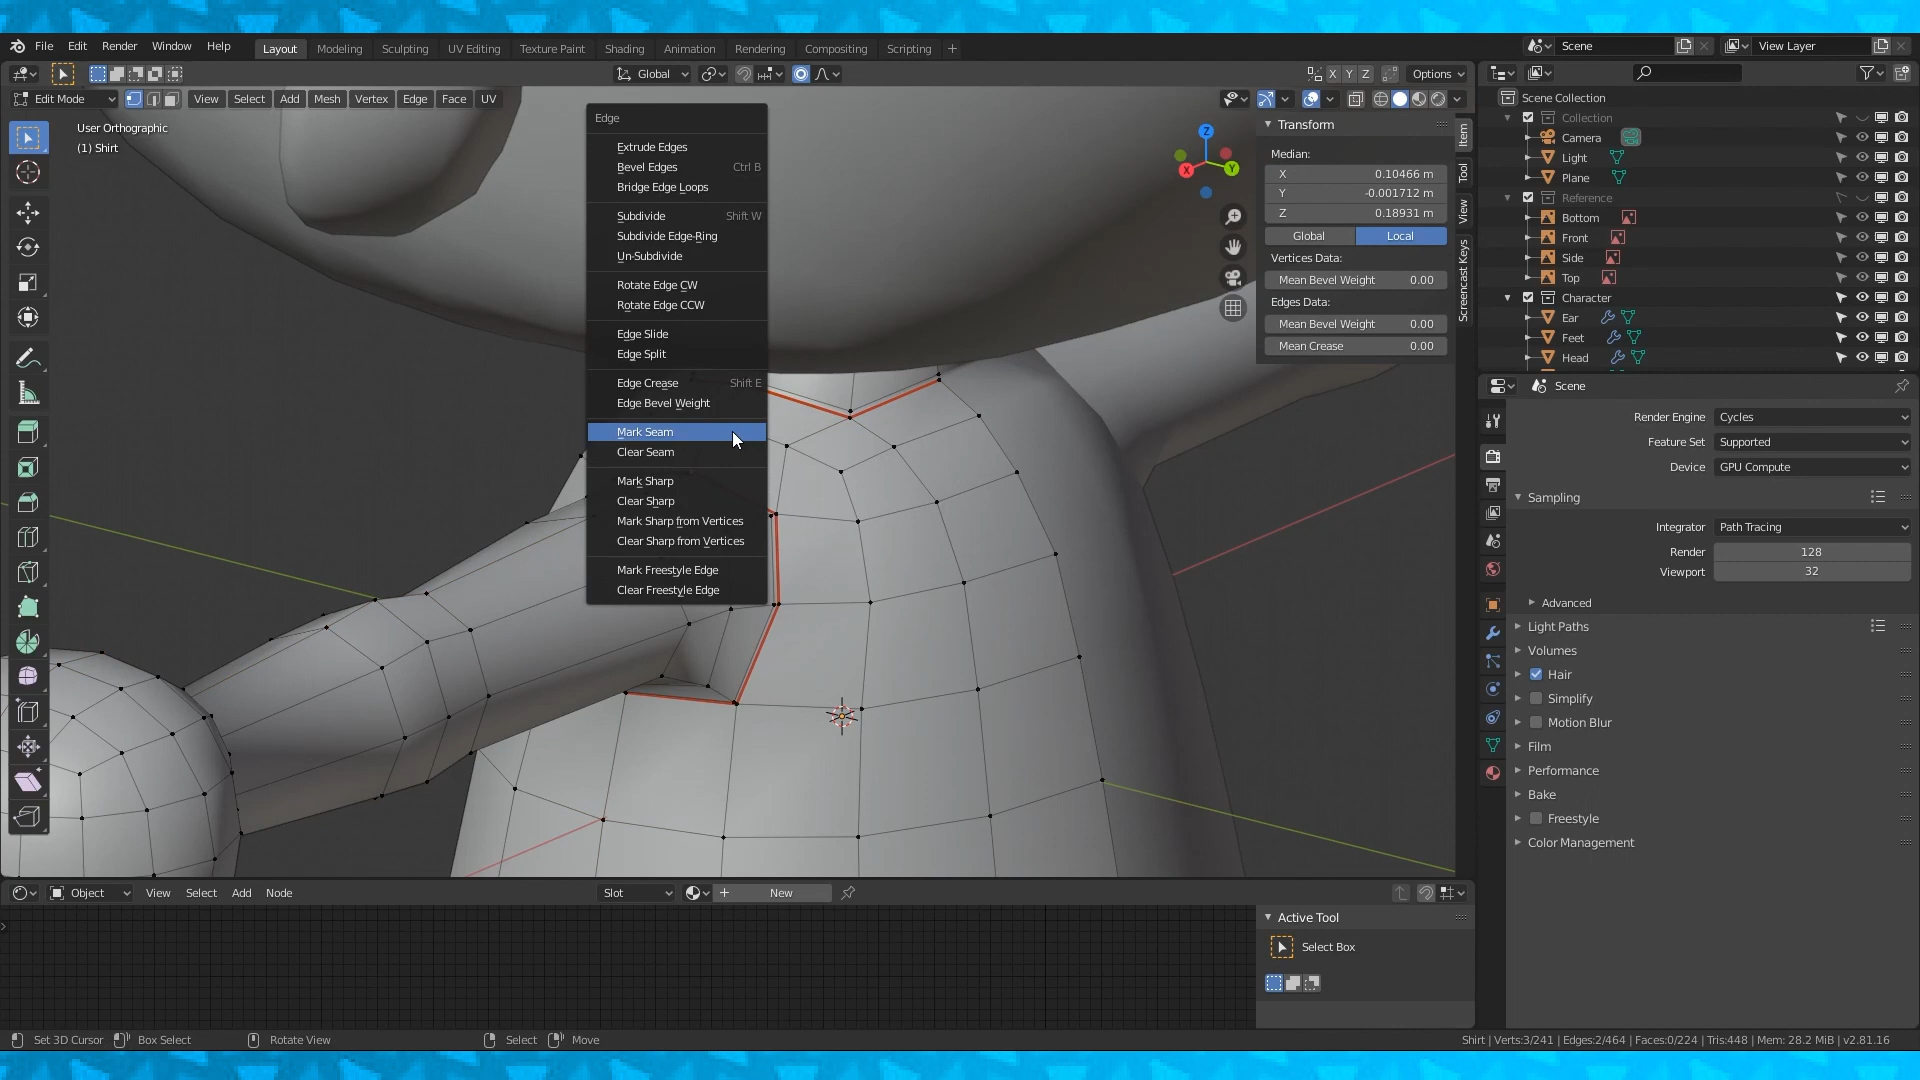 File Edit Render Window Help
Layout Modeling Sculpting UV Editing Texture Paint Shading Animation Rendering Compositing Scripting +
Scene
View Layer
Global
X Y Z
Options
Edit Mode
View Select Add Mesh Vertex Edge Face UV
User Orthographic
(1) Shirt
Edge
Extrude Edges
Bevel Edges Ctrl B
Bridge Edge Loops
Subdivide Shift W
Subdivide Edge-Ring
Un-Subdivide
Rotate Edge CW
Rotate Edge CCW
Edge Slide
Edge Split
Edge Crease Shift E
Edge Bevel Weight
Mark Seam
Clear Seam
Mark Sharp
Clear Sharp
Mark Sharp from Vertices
Clear Sharp from Vertices
Mark Freestyle Edge
Clear Freestyle Edge
Z
X
Y
Transform
Median:
X 0.10466 m
Y -0.001712 m
Z 0.18931 m
Global Local
Vertices Data:
Mean Bevel Weight 0.00
Edges Data:
Mean Bevel Weight 0.00
Mean Crease 0.00
Item
Tool
View
Screencast Keys
Scene Collection
Collection
Camera
Light
Plane
Reference
Bottom
Front
Side
Top
Character
Ear
Feet
Head
Scene
Render Engine Cycles
Feature Set Supported
Device GPU Compute
Sampling
Integrator Path Tracing
Render 128
Viewport 32
Advanced
Light Paths
Volumes
Hair
Simplify
Motion Blur
Film
Performance
Bake
Freestyle
Color Management
Object View Select Add Node
Slot
New
Active Tool
Select Box
Set 3D Cursor Box Select Rotate View Select Move
Shirt | Verts:3/241 | Edges:2/464 | Faces:0/224 | Tris:448 | Mem: 28.2 MiB | v2.81.16